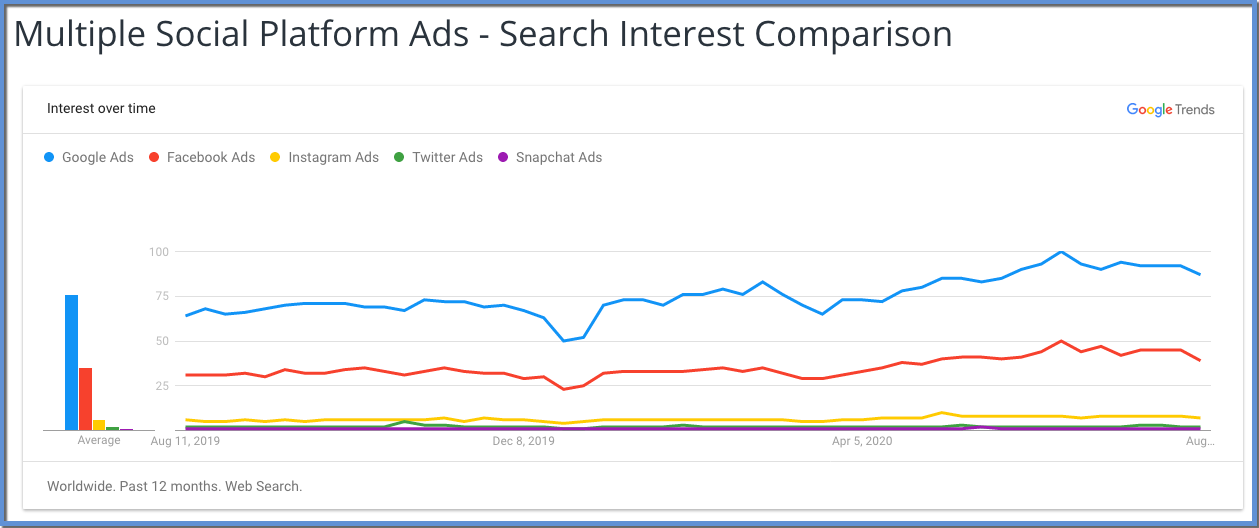 Multiple Social Platform Ads - Search Interest Comparison
Interest over time
Google Trends
Google Ads Facebook Ads Instagram Ads Twitter Ads Snapchat Ads
100
75
50
25
Average Aug 11, 2019 Dec 8, 2019 Apr 5, 2020 Aug...
Worldwide. Past 12 months. Web Search.